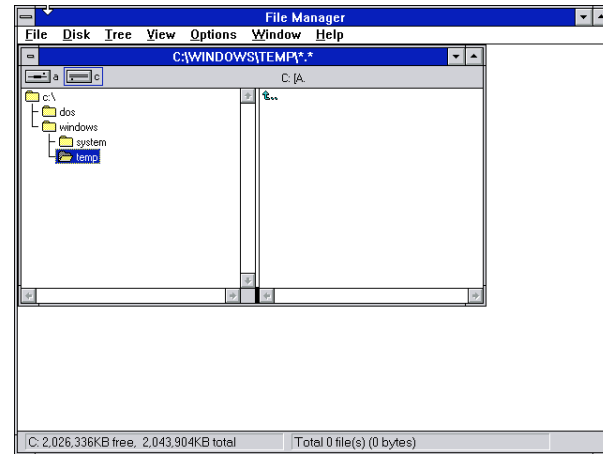 File Manager
File Disk Tree View Options Window Help
C:\WINDOWS\TEMP\*.*
a c C: [A.
c:\
dos
windows
system
temp
..
C: 2,026,336KB free, 2,043,904KB total Total 0 file(s) (0 bytes)